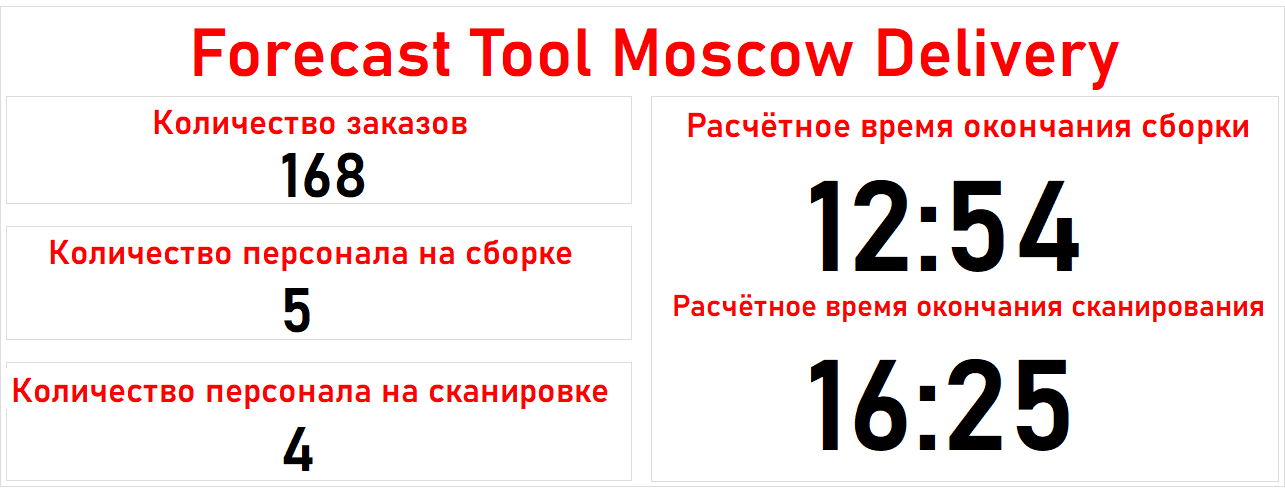 Forecast Tool Moscow Delivery
Количество заказов
168
Количество персонала на сборке
5
Количество персонала на сканировке
4
Расчётное время окончания сборки
12:54
Расчётное время окончания сканирования
16:25